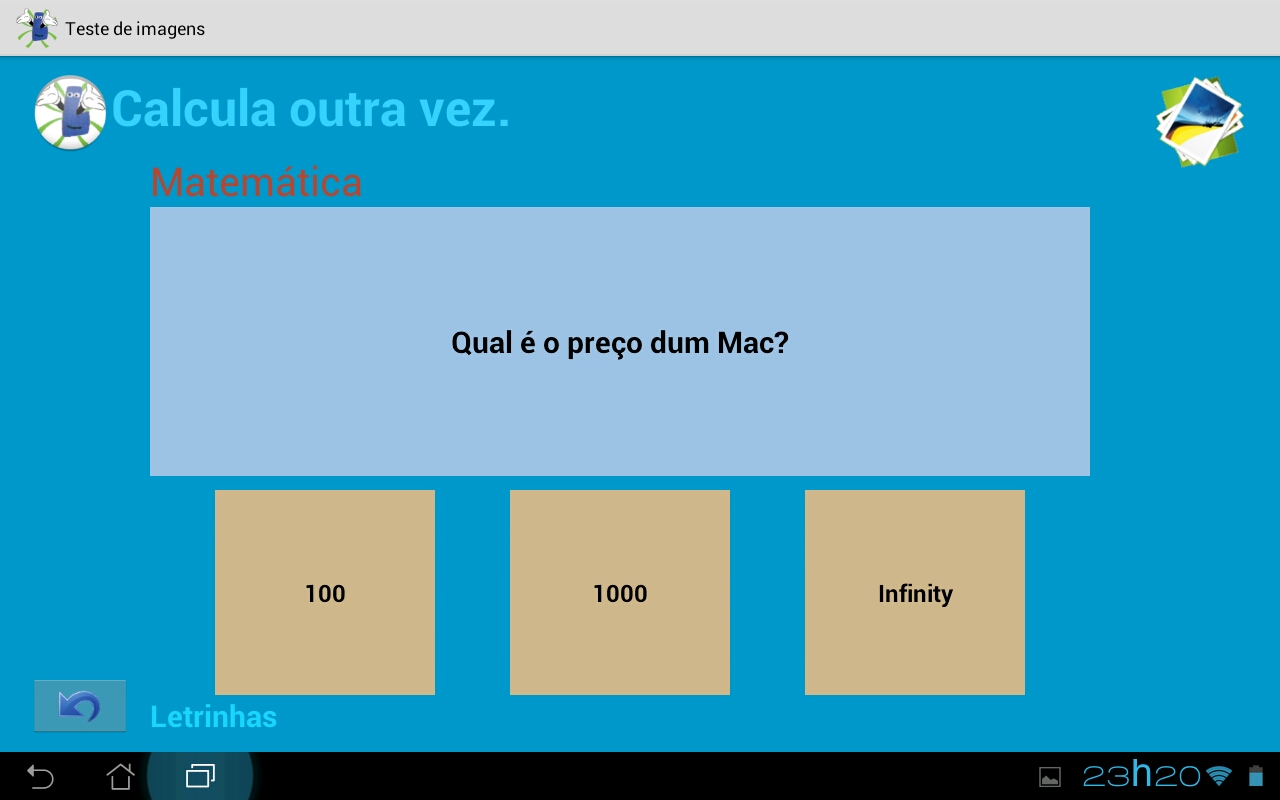 Teste de imagens
Calcula outra vez.
Matemática
Qual é o preço dum Mac?
100
1000
Infinity
Letrinhas
23h20